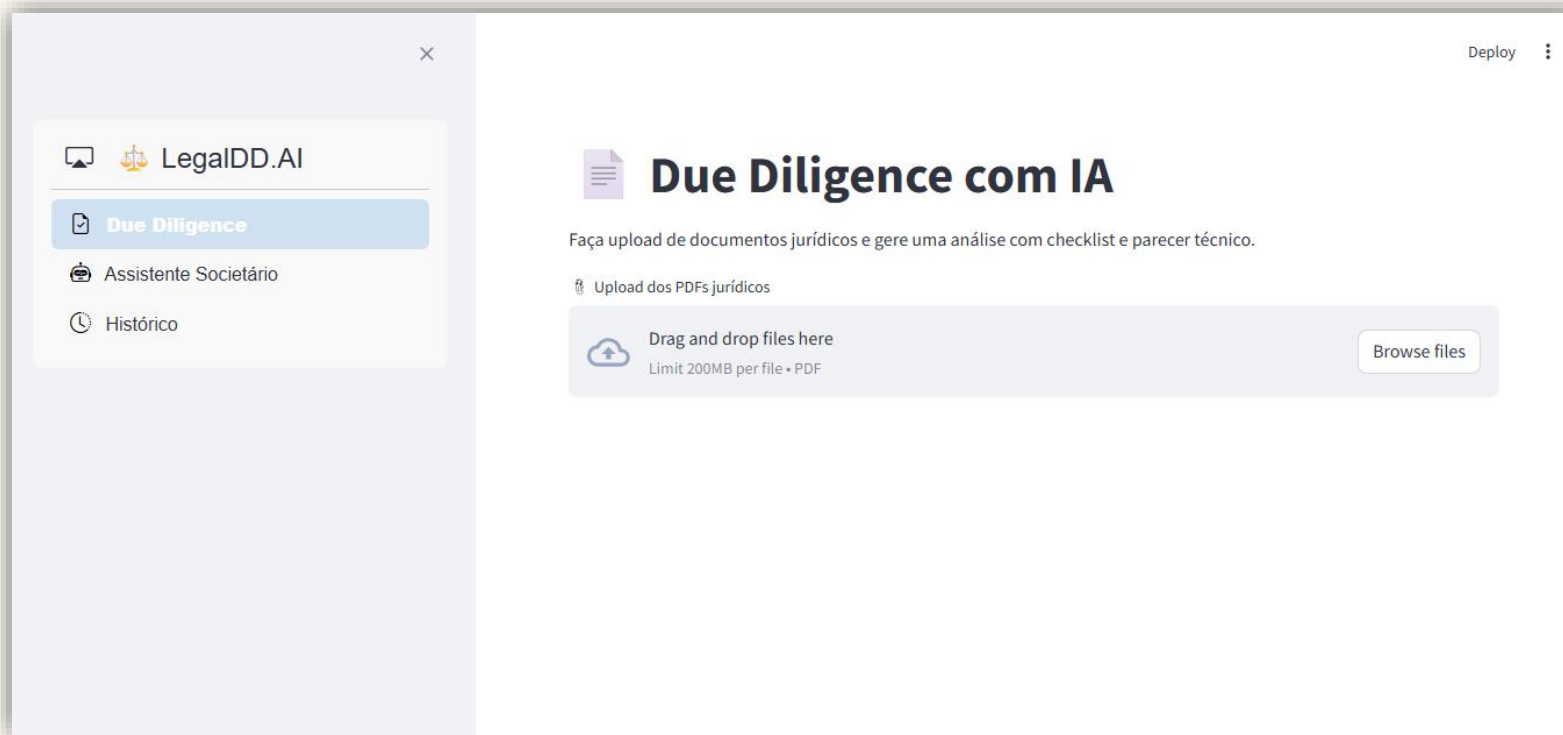 Deploy
LegalDD.AI
Due Diligence
Assistente Societário
Histórico
Due Diligence com IA
Faça upload de documentos jurídicos e gere uma análise com checklist e parecer técnico.
Upload dos PDFs jurídicos
Drag and drop files here
Limit 200MB per file • PDF
Browse files